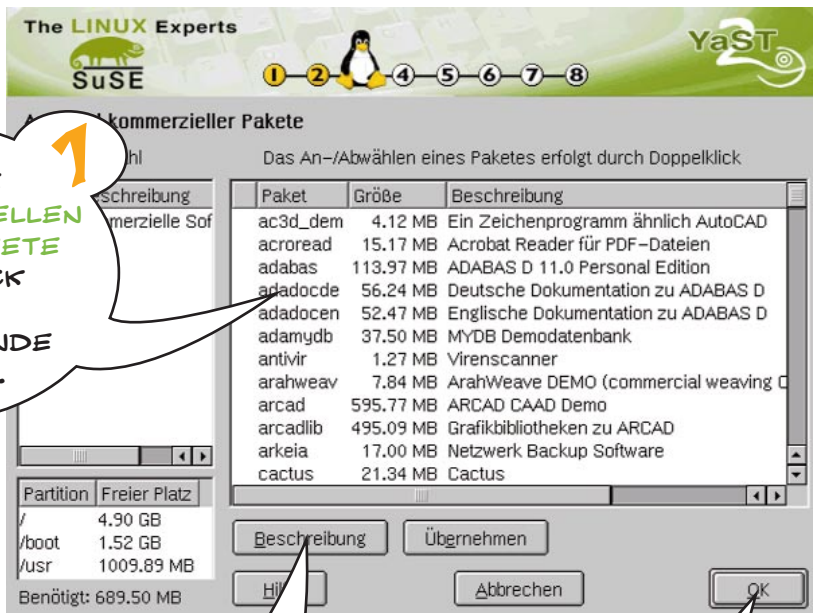 The LINUX Experts
SuSE
YaST2
1 2 4 5 6 7 8
kommerzieller Pakete
Das An-/Abwählen eines Paketes erfolgt durch Doppelklick
1
ELLEN
ETE
CK
NDE
schreibung
merzielle Sof
Paket Größe Beschreibung
ac3d_dem 4.12 MB Ein Zeichenprogramm ähnlich AutoCAD
acroread 15.17 MB Acrobat Reader für PDF-Dateien
adabas 113.97 MB ADABAS D 11.0 Personal Edition
adadocde 56.24 MB Deutsche Dokumentation zu ADABAS D
adadocen 52.47 MB Englische Dokumentation zu ADABAS D
adamydb 37.50 MB MYDB Demodatenbank
antivir 1.27 MB Virenscanner
arahweav 7.84 MB ArahWeave DEMO (commercial weaving
arcad 595.77 MB ARCAD CAAD Demo
arcadlib 495.09 MB Grafikbibliotheken zu ARCAD
arkeia 17.00 MB Netzwerk Backup Software
cactus 21.34 MB Cactus
Partition Freier Platz
/ 4.90 GB
/boot 1.52 GB
/usr 1009.89 MB
Benötigt: 689.50 MB
Beschreibung Übernehmen
Abbrechen OK